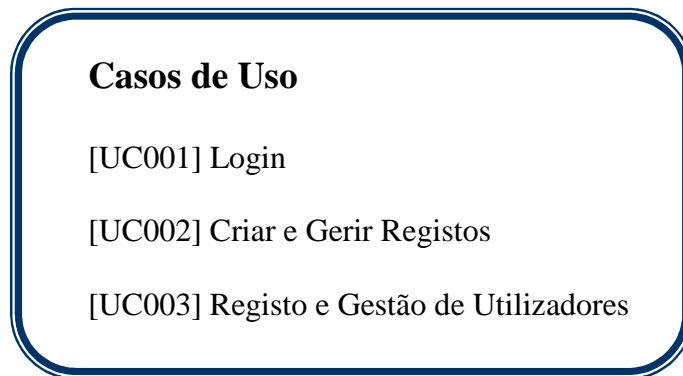 Casos de Uso
[UC001] Login
[UC002] Criar e Gerir Registos
[UC003] Registo e Gestão de Utilizadores